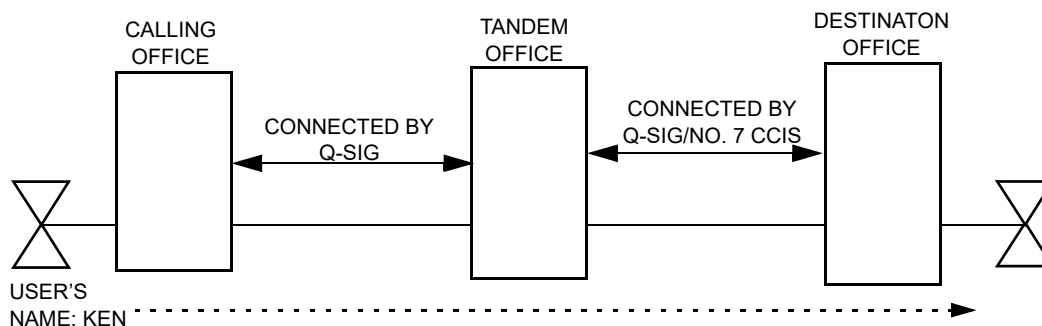 CALLING
OFFICE
TANDEM
OFFICE
DESTINATON
OFFICE
CONNECTED BY
Q-SIG
CONNECTED BY
Q-SIG/NO. 7 CCIS
USER'S
NAME: KEN